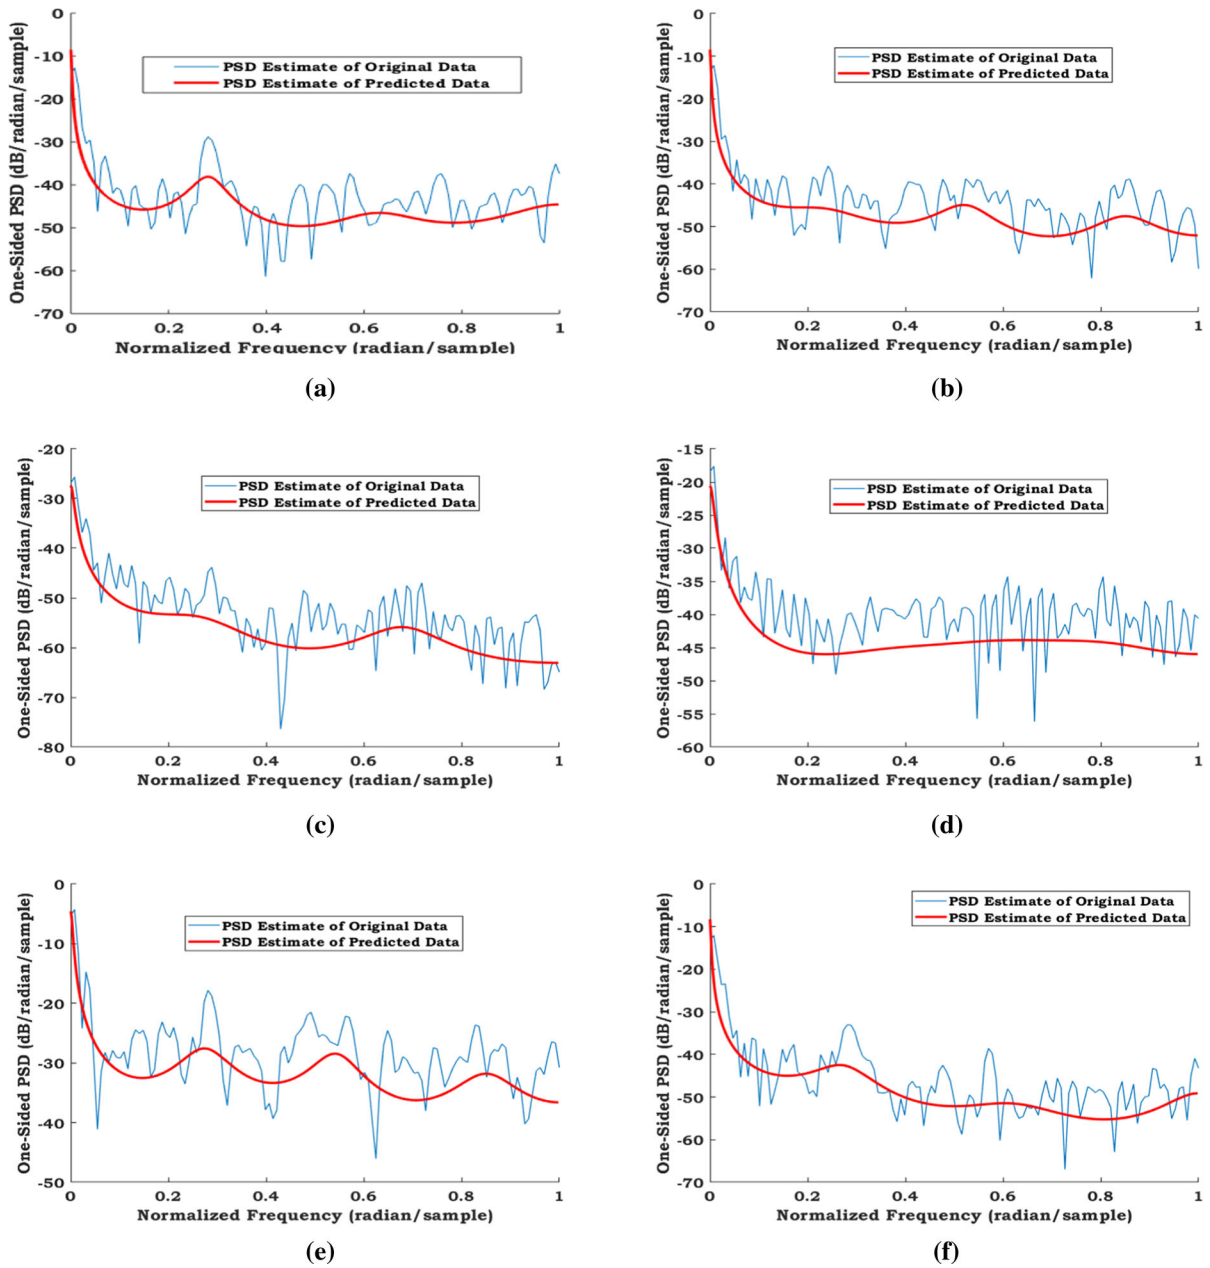 0
-10
-20
-30
-40
-50
-60
-70
0 0.2 0.4 0.6 0.8 1
One-Sided PSD (dB/radian/sample)
PSD Estimate of Original Data
PSD Estimate of Predicted Data
Normalized Frequency (radian/sample)
(a)
0
-10
-20
-30
-40
-50
-60
-70
0 0.2 0.4 0.6 0.8 1
One-Sided PSD (dB/radian/sample)
PSD Estimate of Original Data
PSD Estimate of Predicted Data
Normalized Frequency (radian/sample)
(b)
-20
-30
-40
-50
-60
-70
-80
0 0.2 0.4 0.6 0.8 1
One-Sided PSD (dB/radian/sample)
PSD Estimate of Original Data
PSD Estimate of Predicted Data
Normalized Frequency (radian/sample)
(c)
-15
-20
-25
-30
-35
-40
-45
-50
-55
-60
0 0.2 0.4 0.6 0.8 1
One-Sided PSD (dB/radian/sample)
PSD Estimate of Original Data
PSD Estimate of Predicted Data
Normalized Frequency (radian/sample)
(d)
0
-10
-20
-30
-40
-50
0 0.2 0.4 0.6 0.8 1
One-Sided PSD (dB/radian/sample)
PSD Estimate of Original Data
PSD Estimate of Predicted Data
Normalized Frequency (radian/sample)
(e)
0
-10
-20
-30
-40
-50
-60
-70
0 0.2 0.4 0.6 0.8 1
One-Sided PSD (dB/radian/sample)
PSD Estimate of Original Data
PSD Estimate of Predicted Data
Normalized Frequency (radian/sample)
(f)